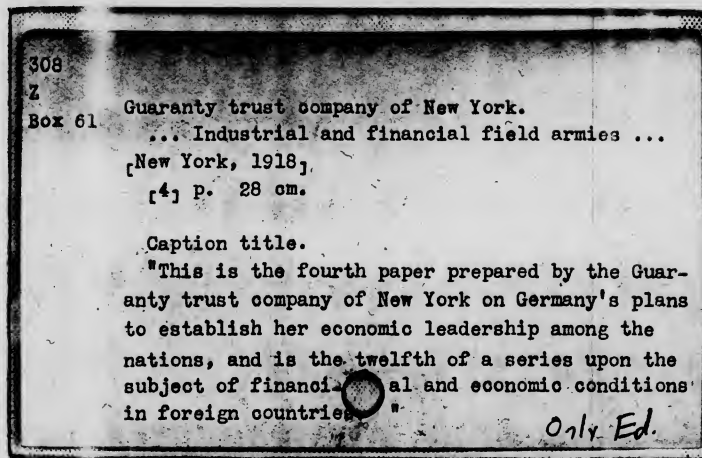 308
Z
Box 61
Guaranty trust company of New York.
... Industrial and financial field armies ...
[New York, 1918]
[4] p. 28 cm.
Caption title.
"This is the fourth paper prepared by the Guar-
anty trust company of New York on Germany's plans
to establish her economic leadership among the
nations, and is the twelfth of a series upon the
subject of financi- al and economic conditions
in foreign countries. "
Only Ed.